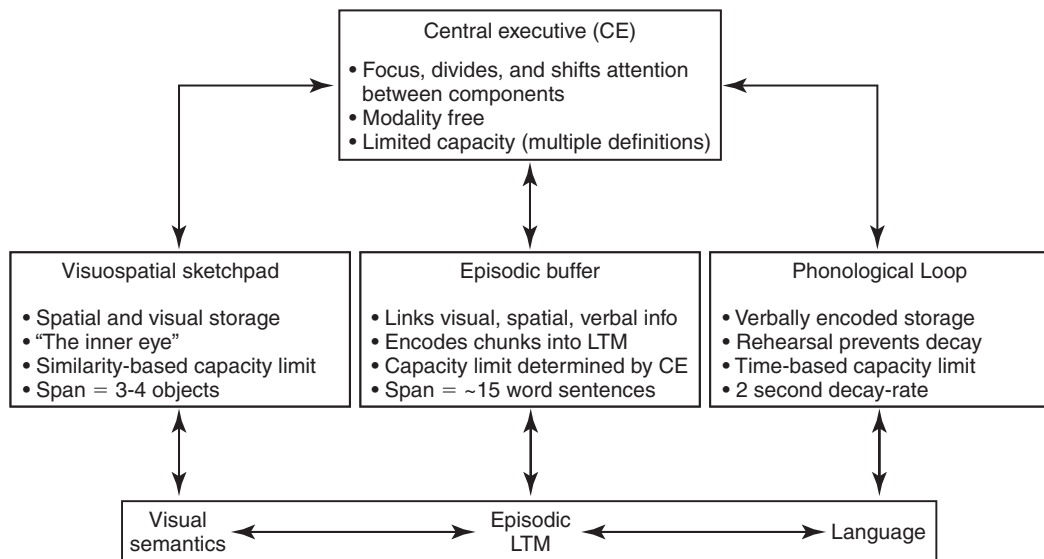 Central executive (CE)
• Focus, divides, and shifts attention
between components
• Modality free
• Limited capacity (multiple definitions)
Visuospatial sketchpad
• Spatial and visual storage
• “The inner eye”
• Similarity-based capacity limit
• Span = 3-4 objects
Episodic buffer
• Links visual, spatial, verbal info
• Encodes chunks into LTM
• Capacity limit determined by CE
• Span = ~15 word sentences
Phonological Loop
• Verbally encoded storage
• Rehearsal prevents decay
• Time-based capacity limit
• 2 second decay-rate
Visual
semantics
Episodic
LTM
Language